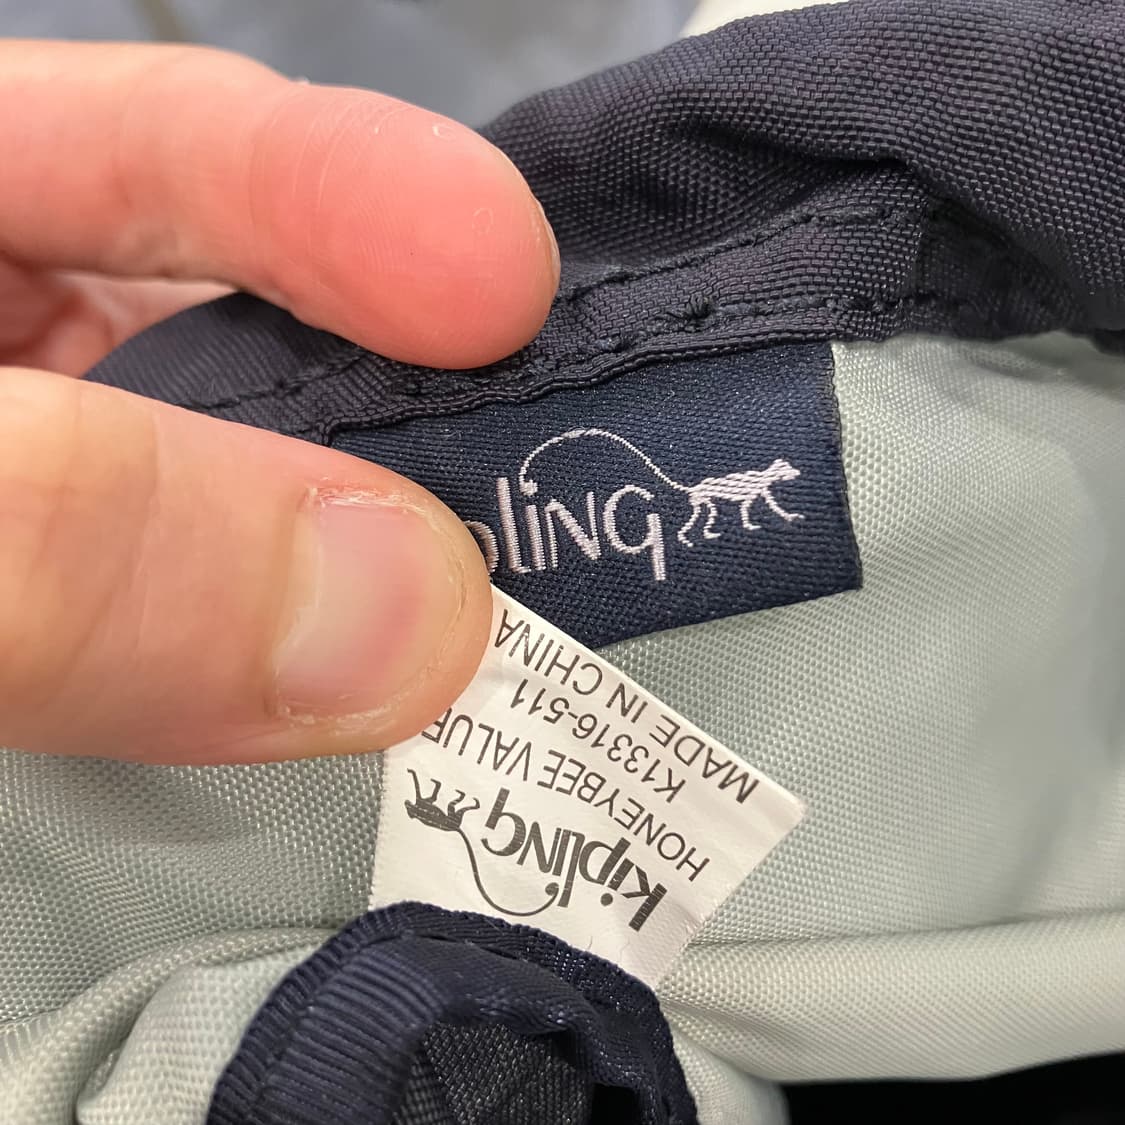 pling
kipling
HONEYBEE VALUE
K13316-511
MADE IN CHINA